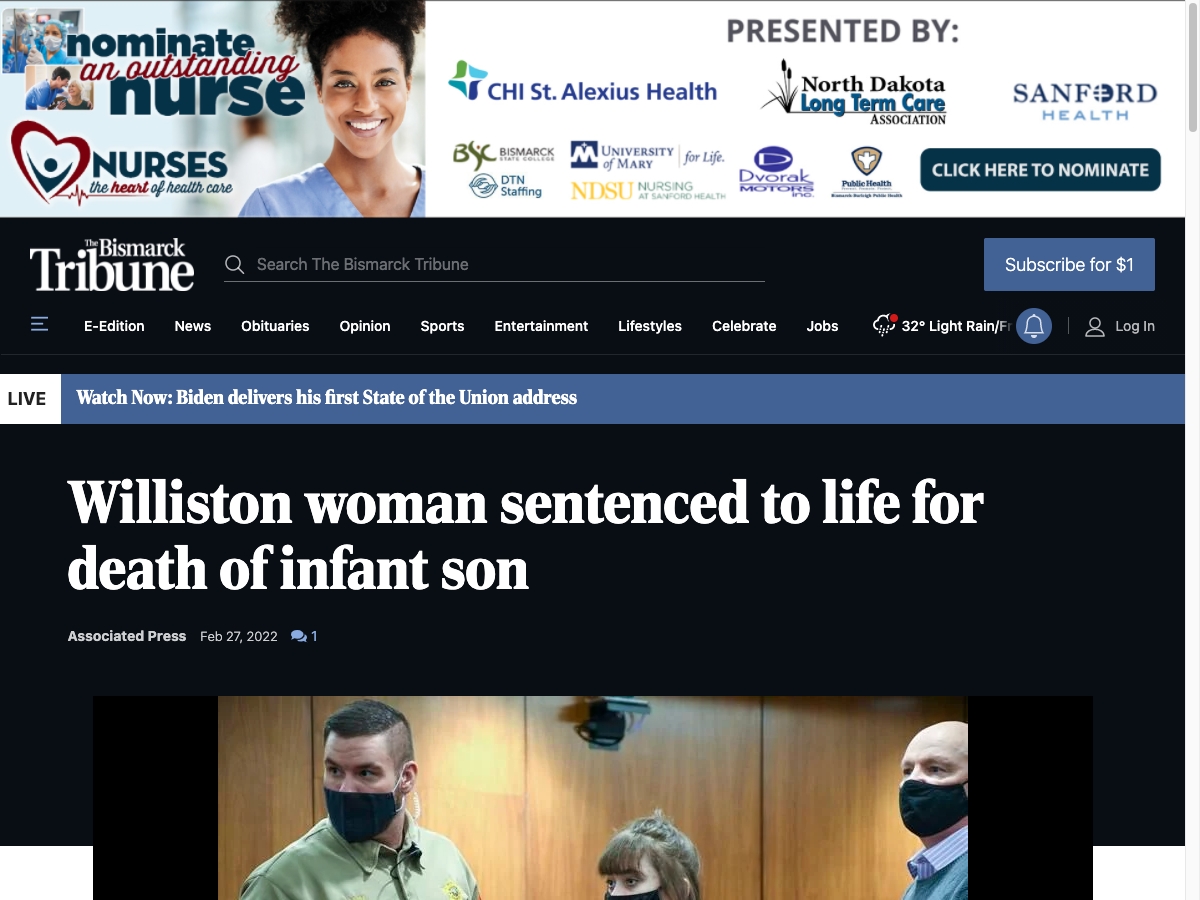 nominate
an outstanding
nurse
NURSES
the heart of health care
PRESENTED BY:
CHI St. Alexius Health
North Dakota
Long Term Care
ASSOCIATION
SANFORD
HEALTH
BSC BISMARCK
STATE COLLEGE
DTN
Staffing
UNIVERSITY
OF MARY
for Life.
NDSU NURSING
AT SANFORD HEALTH
D
Dvorak
MOTORS
INC.
Public Health
Bismarck-Burleigh Public Health
CLICK HERE TO NOMINATE
The Bismarck
Tribune
Search The Bismarck Tribune
Subscribe for $1
E-Edition News Obituaries Opinion Sports Entertainment Lifestyles Celebrate Jobs 32° Light Rain/Fr Log In
LIVE Watch Now: Biden delivers his first State of the Union address
Williston woman sentenced to life for
death of infant son
Associated Press Feb 27, 2022 1